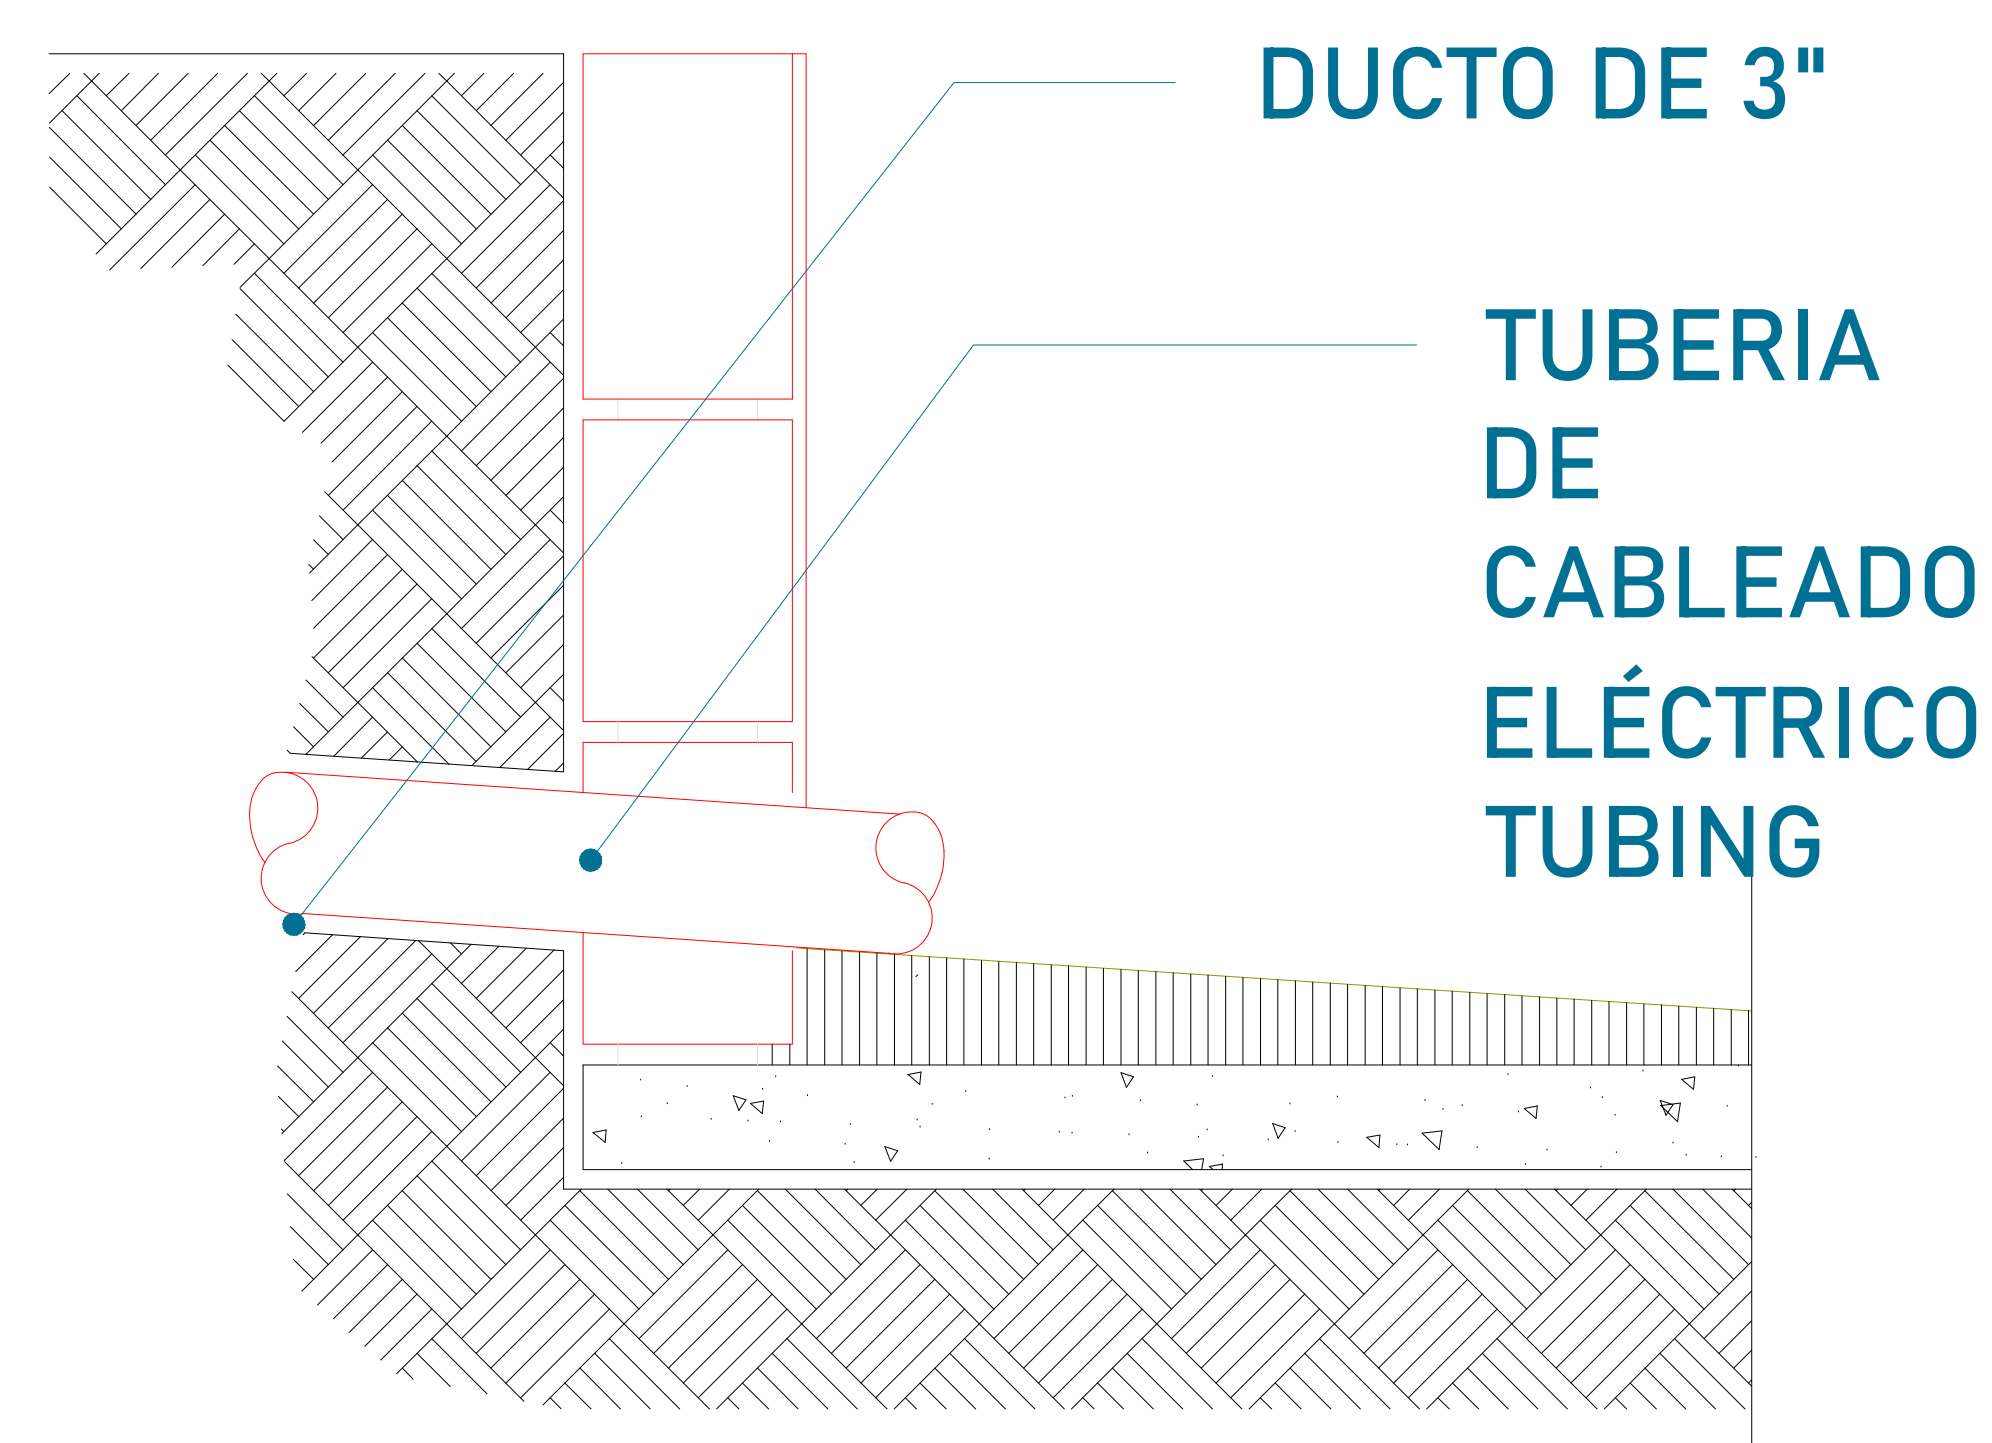 DUCTO DE 3"
TUBERIA
DE
CABLEADO
ELÉCTRICO
TUBING